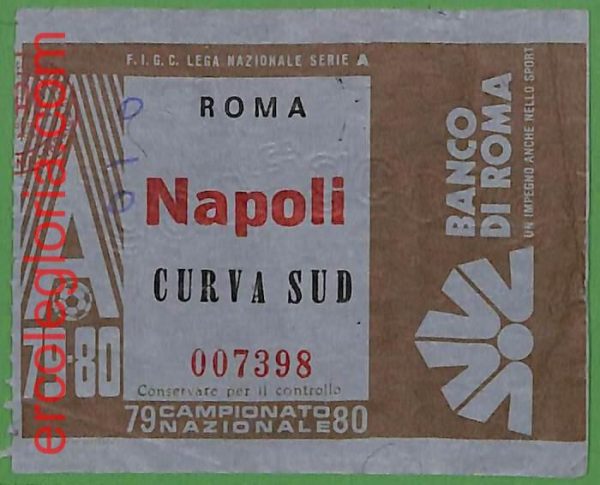 F.I.G.C. LEGA NAZIONALE SERIE A
ROMA
Napoli
CURVA SUD
007398
Conservare per il controllo
79 CAMPIONATO NAZIONALE 80
A
79-80
BANCO
DI ROMA
UN IMPEGNO ANCHE NELLO SPORT
ercolegloria.com